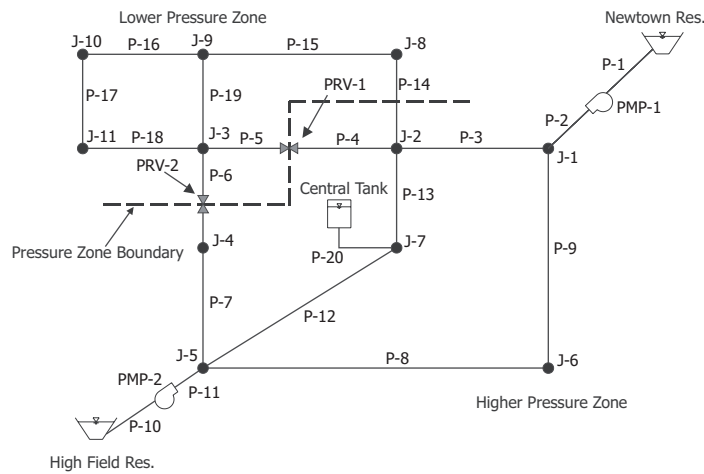 Lower Pressure Zone
Newtown Res.
J-10
P-16
J-9
P-15
J-8
P-1
P-17
P-19
PRV-1
P-14
P-2
PMP-1
J-11
P-18
J-3
P-5
P-4
J-2
P-3
J-1
PRV-2
P-6
Central Tank
P-13
J-4
J-7
P-20
Pressure Zone Boundary
P-9
P-7
P-12
J-5
P-8
J-6
PMP-2
P-11
Higher Pressure Zone
P-10
High Field Res.